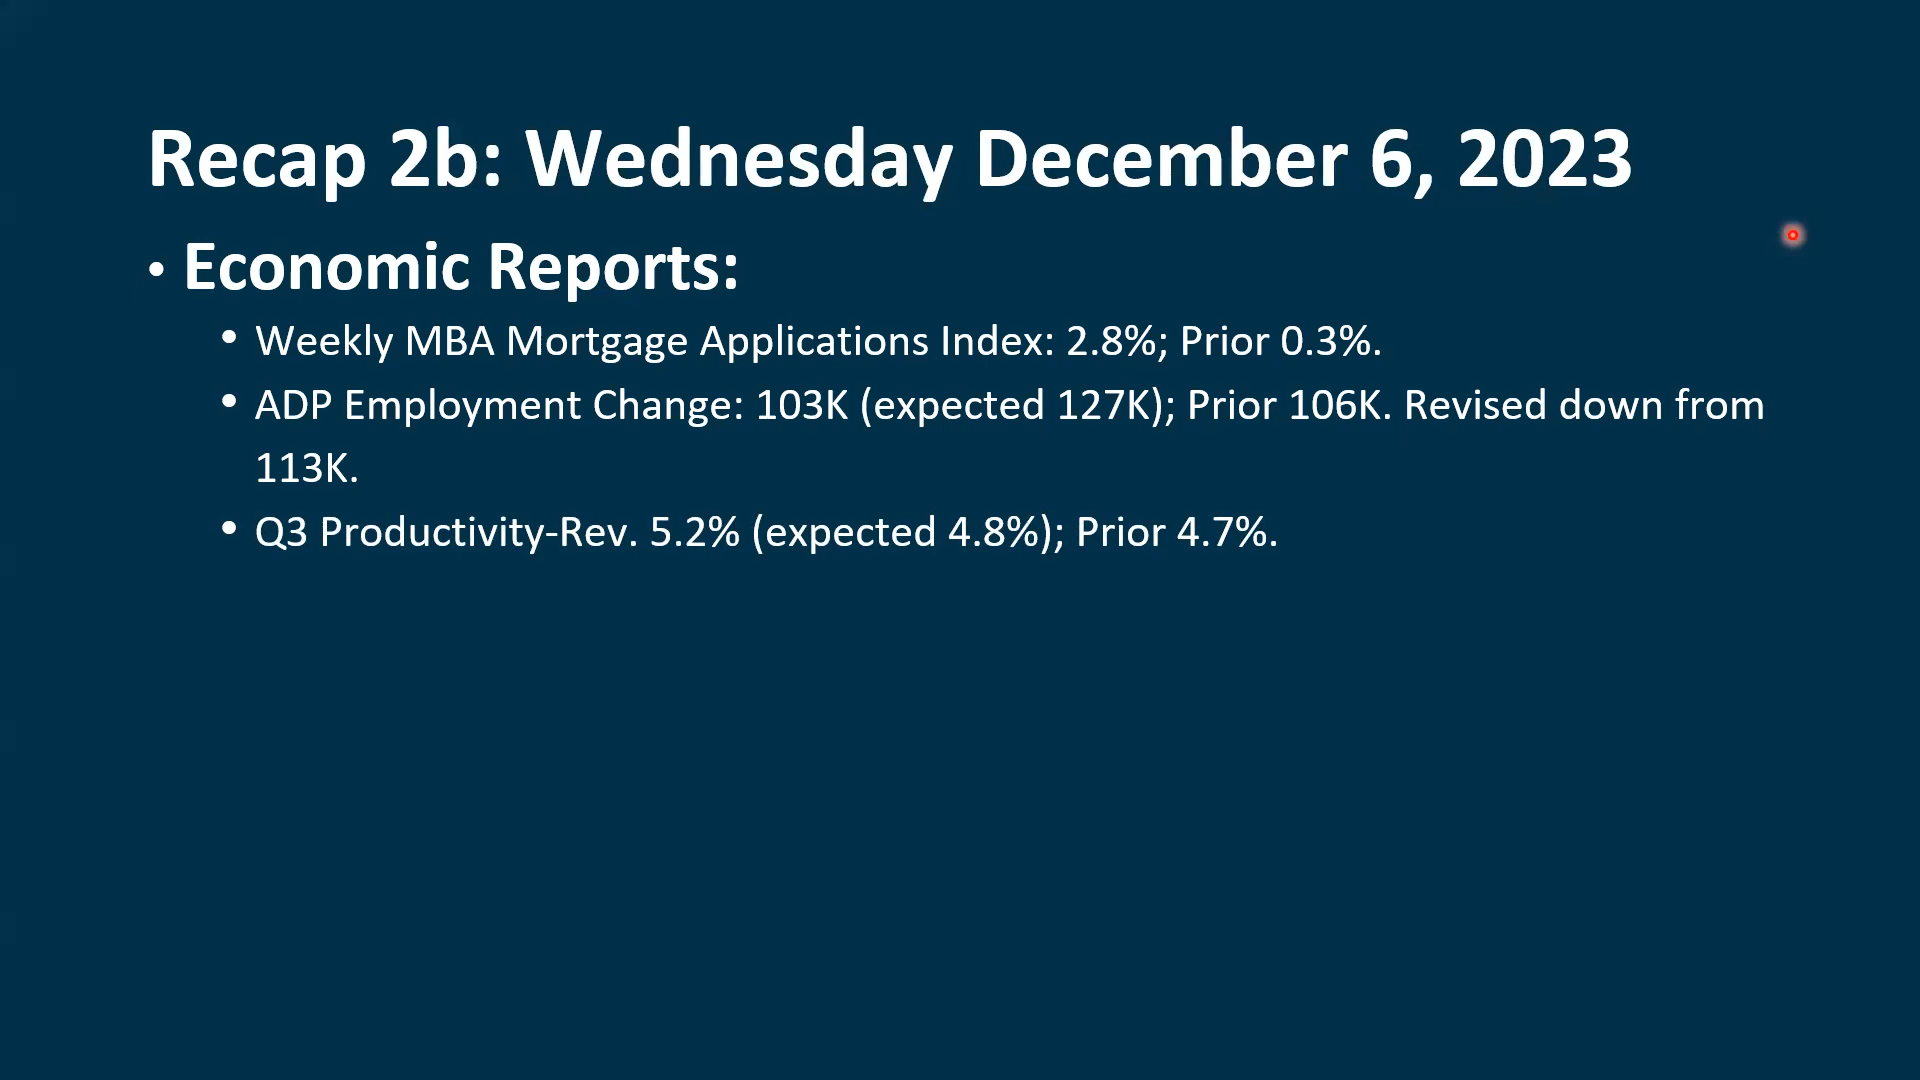 Recap 2b: Wednesday December 6, 2023
• Economic Reports:
• Weekly MBA Mortgage Applications Index: 2.8%; Prior 0.3%.
• ADP Employment Change: 103K (expected 127K); Prior 106K. Revised down from
113K.
• Q3 Productivity-Rev. 5.2% (expected 4.8%); Prior 4.7%.